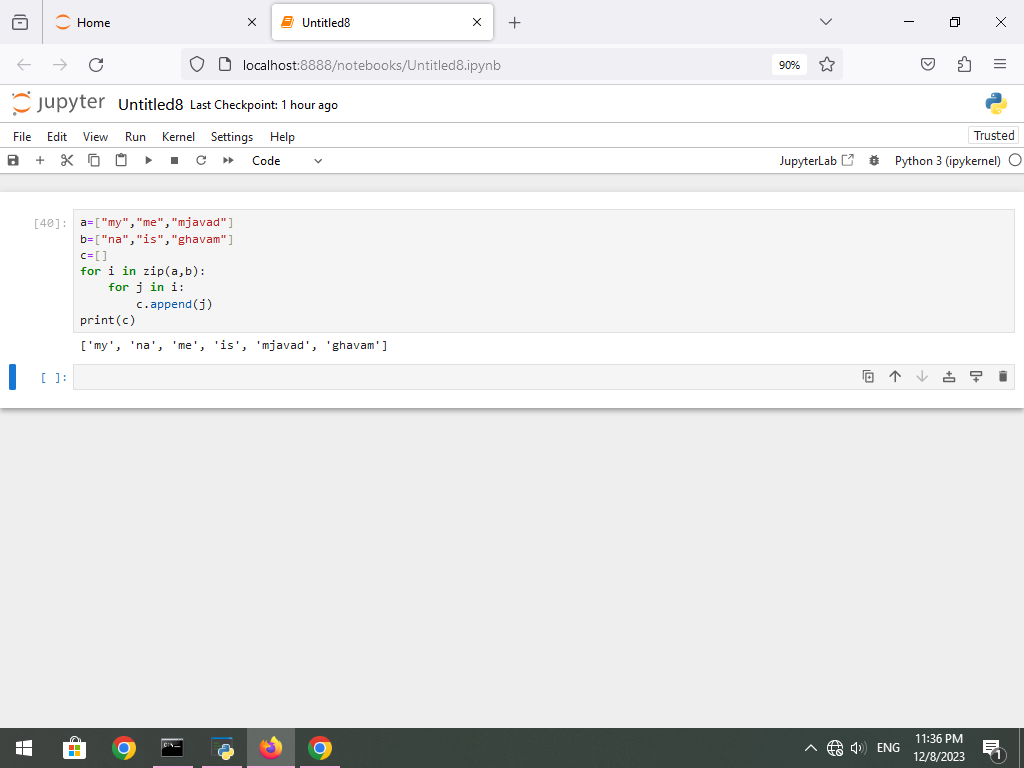 Home
Untitled8
localhost:8888/notebooks/Untitled8.ipynb
90%
jupyter Untitled8 Last Checkpoint: 1 hour ago
File Edit View Run Kernel Settings Help
Trusted
Code
JupyterLab
Python 3 (ipykernel)
[40]:
a=["my","me","mjavad"]
b=["na","is","ghavam"]
c=[]
for i in zip(a,b):
    for j in i:
        c.append(j)
print(c)
['my', 'na', 'me', 'is', 'mjavad', 'ghavam']
[ ]:
ENG
11:36 PM
12/8/2023
1